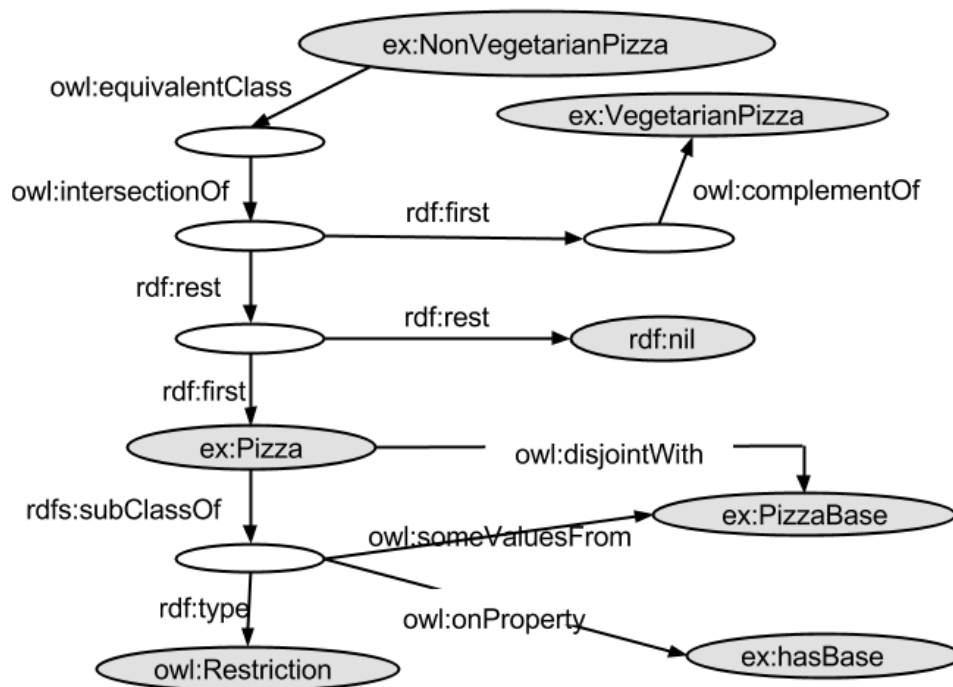 ex:NonVegetarianPizza
owl:equivalentClass
ex:VegetarianPizza
owl:intersectionOf
owl:complementOf
rdf:first
rdf:rest
rdf:rest
rdf:nil
rdf:first
ex:Pizza
owl:disjointWith
rdfs:subClassOf
ex:PizzaBase
owl:someValuesFrom
rdf:type
owl:onProperty
owl:Restriction
ex:hasBase